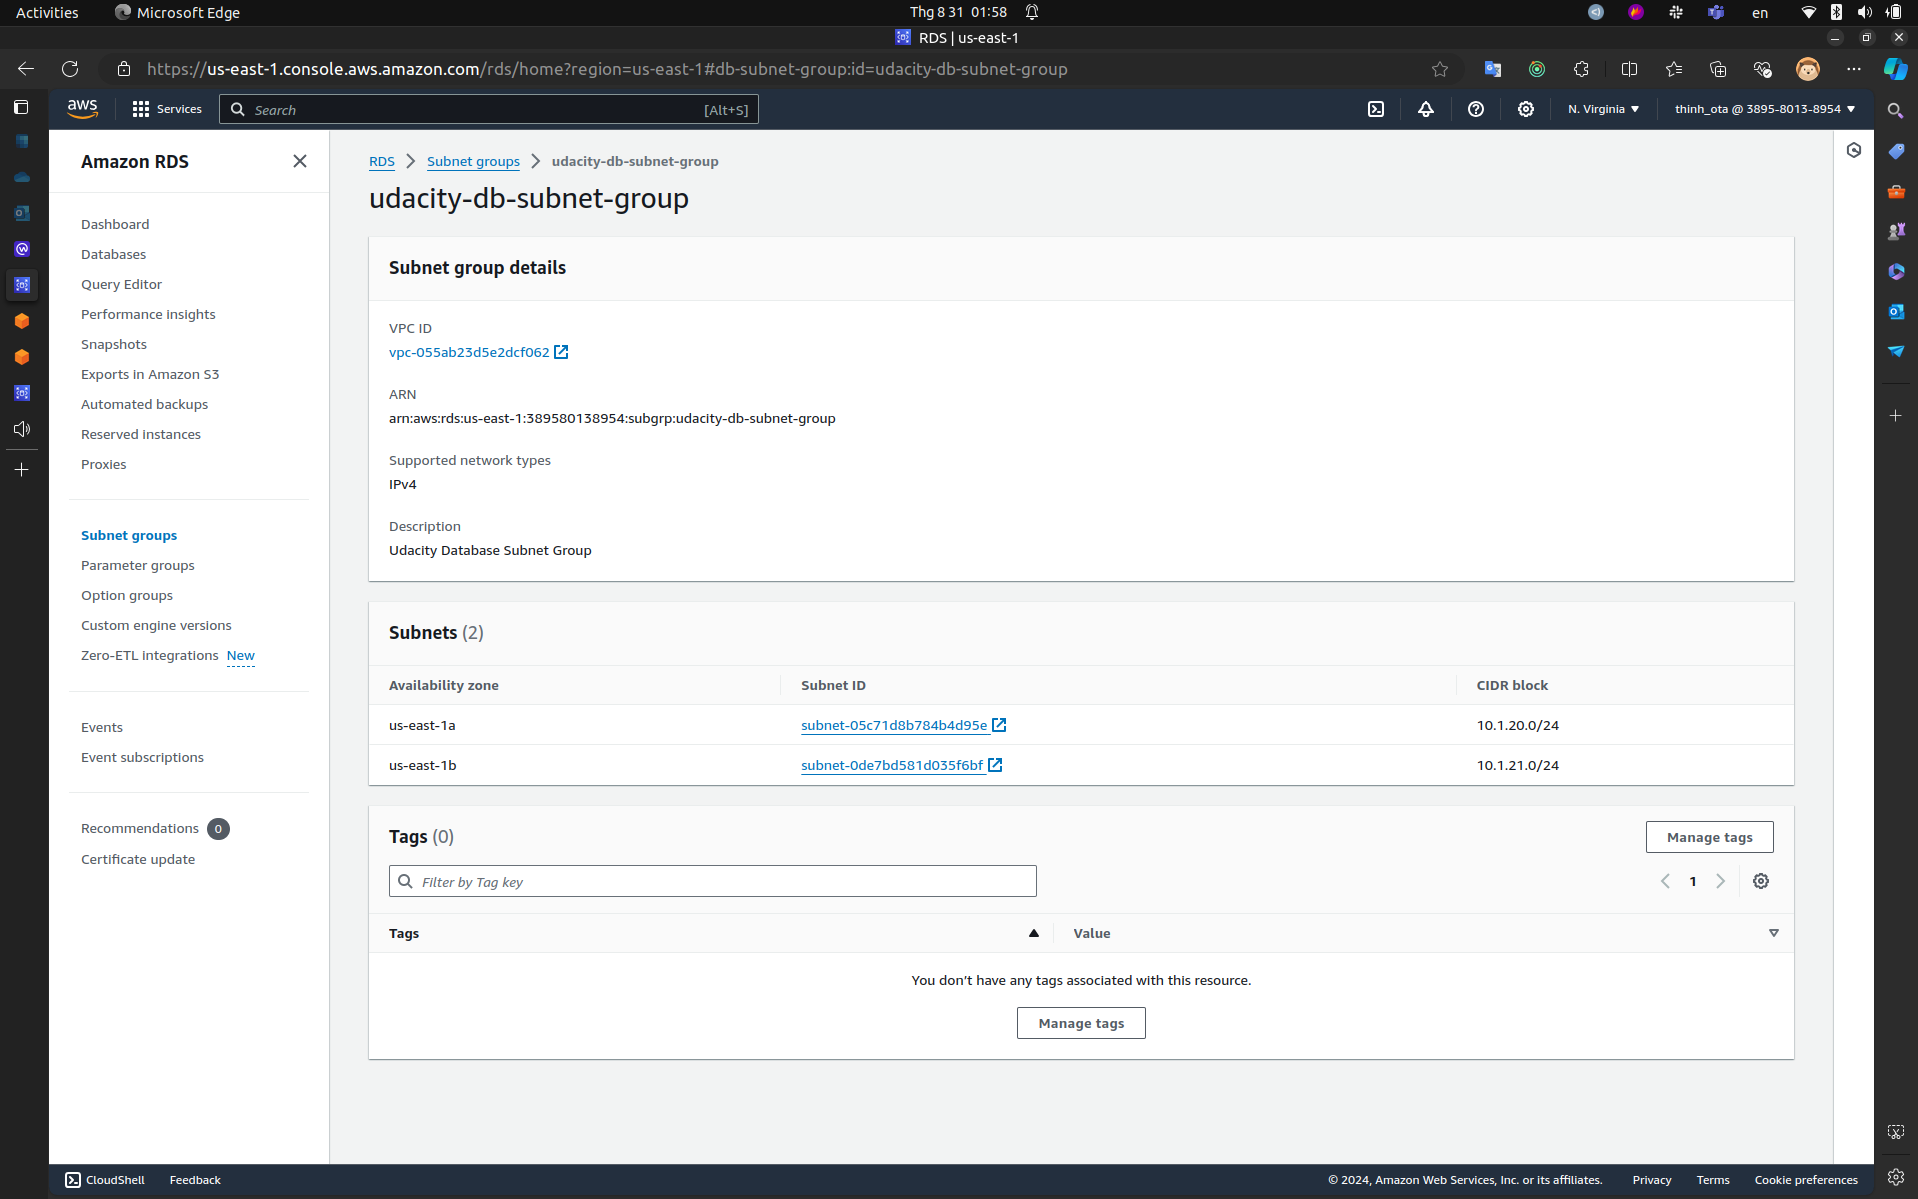 Activities Microsoft Edge Thg 8 31 01:58 en
RDS | us-east-1
https://us-east-1.console.aws.amazon.com/rds/home?region=us-east-1#db-subnet-group:id=udacity-db-subnet-group
aws Services Search [Alt+S] N. Virginia thinh_ota @ 3895-8013-8954
Amazon RDS
Dashboard
Databases
Query Editor
Performance insights
Snapshots
Exports in Amazon S3
Automated backups
Reserved instances
Proxies
Subnet groups
Parameter groups
Option groups
Custom engine versions
Zero-ETL integrations New
Events
Event subscriptions
Recommendations 0
Certificate update
RDS Subnet groups udacity-db-subnet-group
udacity-db-subnet-group
Subnet group details
VPC ID
vpc-055ab23d5e2dcf062
ARN
arn:aws:rds:us-east-1:389580138954:subgrp:udacity-db-subnet-group
Supported network types
IPv4
Description
Udacity Database Subnet Group
Subnets (2)
Availability zone Subnet ID CIDR block
us-east-1a subnet-05c71d8b784b4d95e 10.1.20.0/24
us-east-1b subnet-0de7bd581d035f6bf 10.1.21.0/24
Tags (0) Manage tags
Filter by Tag key 1
Tags Value
You don't have any tags associated with this resource.
Manage tags
CloudShell Feedback © 2024, Amazon Web Services, Inc. or its affiliates. Privacy Terms Cookie preferences